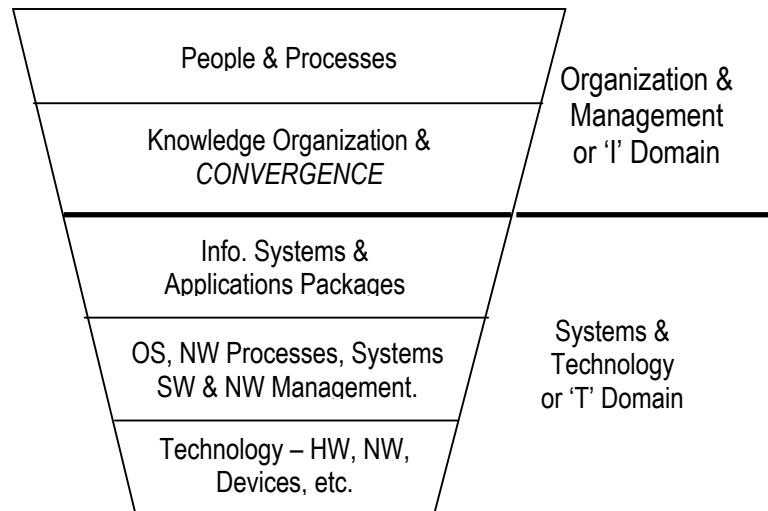 People & Processes
Knowledge Organization &
CONVERGENCE
Organization &
Management
or 'I' Domain
Info. Systems &
Applications Packages
OS, NW Processes, Systems
SW & NW Management.
Technology – HW, NW,
Devices, etc.
Systems &
Technology
or 'T' Domain